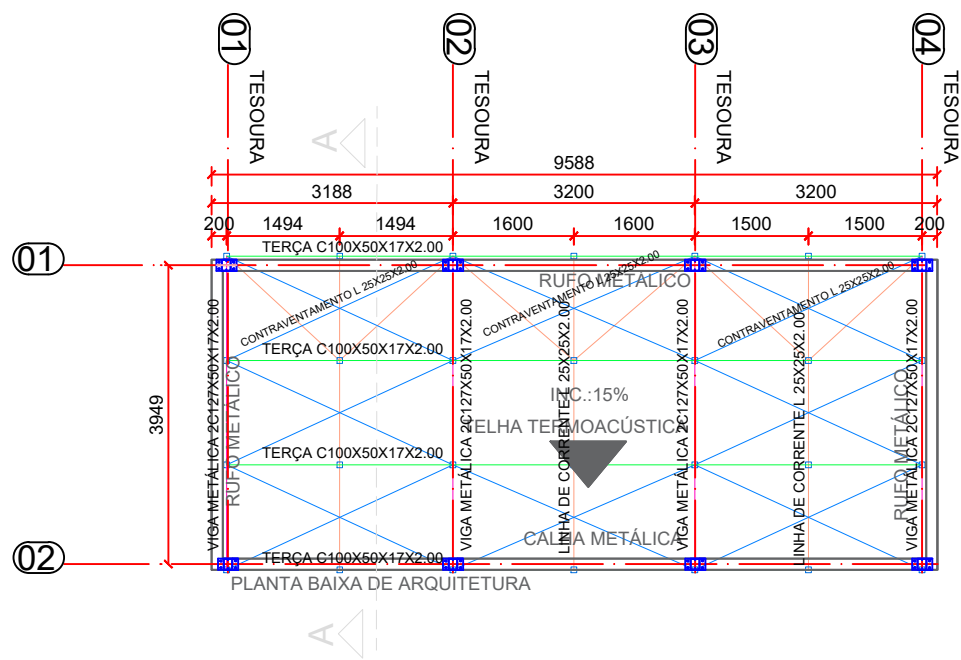 01
02
03
04
TESOURA
TESOURA
TESOURA
TESOURA
A
9588
3188
3200
3200
200
1494
1494
1600
1600
1500
1500
200
01
TERÇA C100X50X17X2.00
RUFO METÁLICO
CONTRAVENTAMENTO L 25X25X2.00
CONTRAVENTAMENTO L 25X25X2.00
CONTRAVENTAMENTO L 25X25X2.00
TERÇA C100X50X17X2.00
3949
VIGA METÁLICA 2C127X50X17X2.00
RUFO METÁLICO
VIGA METÁLICA 2C127X50X17X2.00
LINHA DE CORRENTE L 25X25X2.00
VIGA METÁLICA 2C127X50X17X2.00
LINHA DE CORRENTE L 25X25X2.00
RUFO METÁLICO
VIGA METÁLICA 2C127X50X17X2.00
INC.:15%
TELHA TERMOACÚSTICA
TERÇA C100X50X17X2.00
CALHA METÁLICA
02
TERÇA C100X50X17X2.00
PLANTA BAIXA DE ARQUITETURA
A